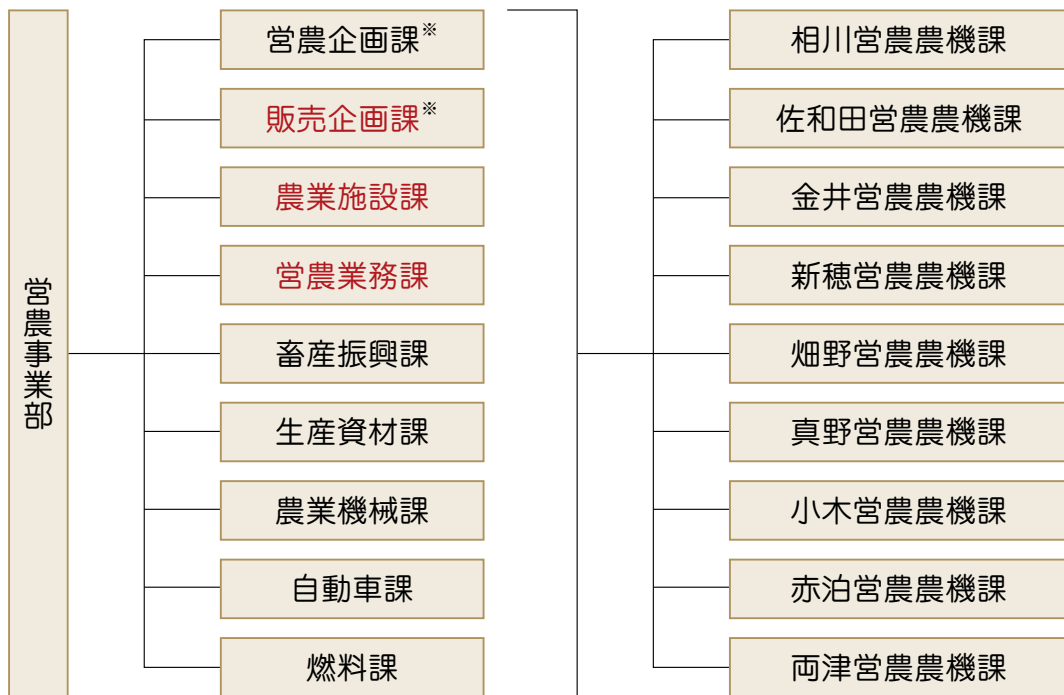 営農事業部
営農企画課※
販売企画課※
農業施設課
営農業務課
畜産振興課
生産資材課
農業機械課
自動車課
燃料課
相川営農農機課
佐和田営農農機課
金井営農農機課
新穂営農農機課
畑野営農農機課
真野営農農機課
小木営農農機課
赤泊営農農機課
両津営農農機課